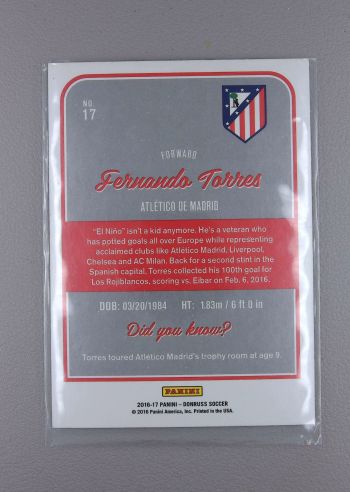 NO.
17
FORWARD
Fernando Torres
ATLÉTICO DE MADRID
"El Niño" isn't a kid anymore. He's a veteran who
has potted goals all over Europe while representing
acclaimed clubs like Atlético Madrid, Liverpool,
Chelsea and AC Milan. Back for a second stint in the
Spanish capital, Torres collected his 100th goal for
Los Rojiblancos, scoring vs. Eibar on Feb. 6, 2016.
DOB: 03/20/1984 HT: 1.83m / 6 ft 0 in
Did you know?
Torres toured Atlético Madrid's trophy room at age 9.
PANINI
2016-17 PANINI – DONRUSS SOCCER
© 2016 Panini America, Inc. Printed in the USA.